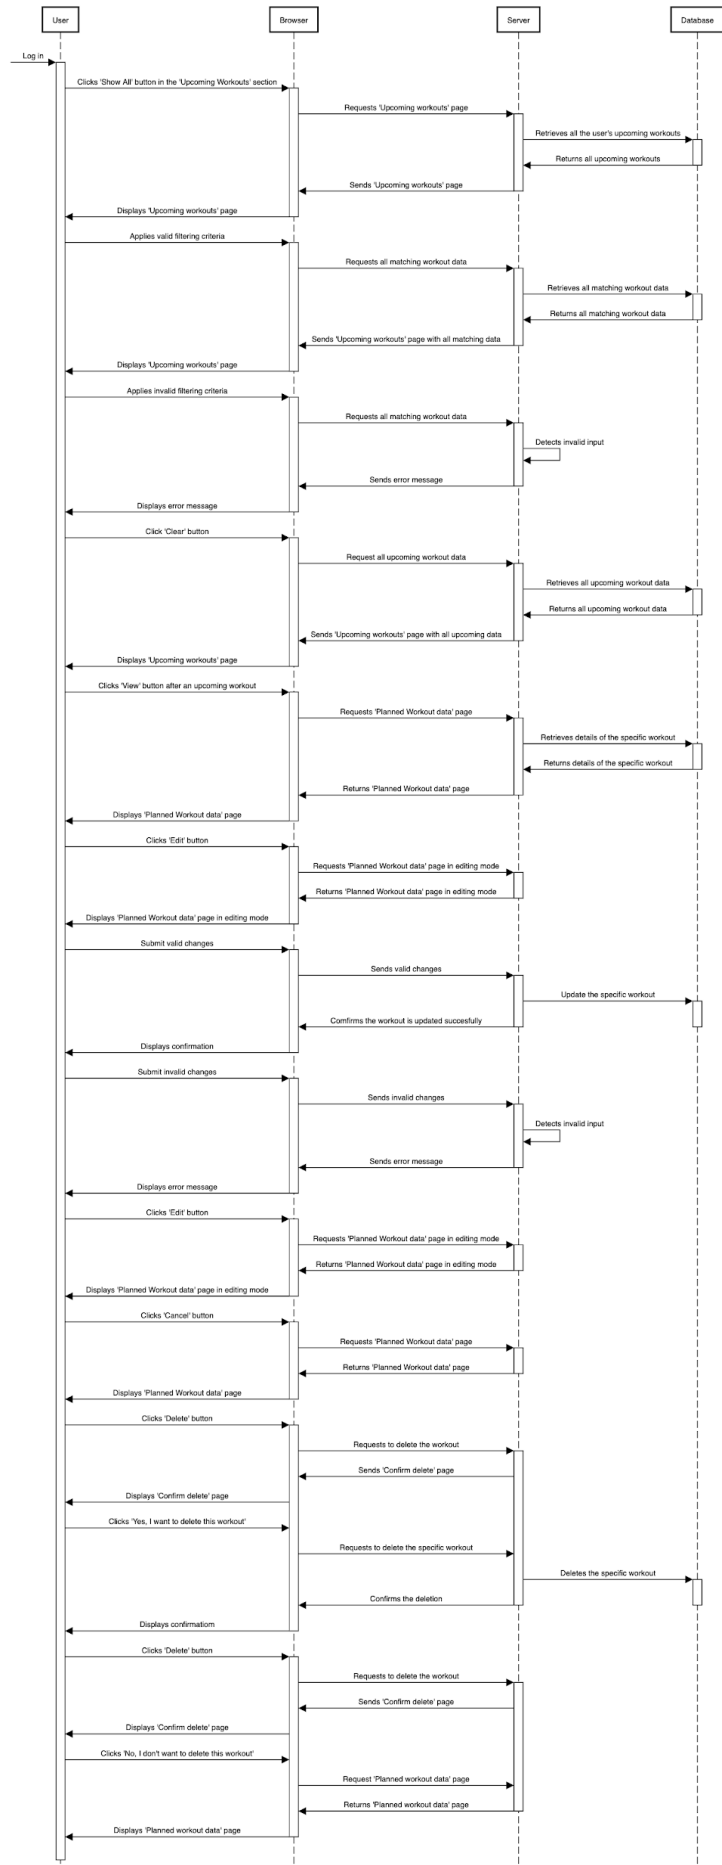 User
Browser
Server
Database
Log in
Clicks 'Show All' button in the 'Upcoming Workouts' section
Requests 'Upcoming workouts' page
Retrieves all the user's upcoming workouts
Returns all upcoming workouts
Sends 'Upcoming workouts' page
Displays 'Upcoming workouts' page
Applies valid filtering criteria
Requests all matching workout data
Retrieves all matching workout data
Returns all matching workout data
Sends 'Upcoming workouts' page with all matching data
Displays 'Upcoming workouts' page
Applies invalid filtering criteria
Requests all matching workout data
Detects invalid input
Sends error message
Displays error message
Click 'Clear' button
Request all upcoming workout data
Retrieves all upcoming workout data
Returns all upcoming workout data
Sends 'Upcoming workouts' page with all upcoming data
Displays 'Upcoming workouts' page
Clicks 'View' button after an upcoming workout
Requests 'Planned Workout data' page
Retrieves details of the specific workout
Returns details of the specific workout
Returns 'Planned Workout data' page
Displays 'Planned Workout data' page
Clicks 'Edit' button
Requests 'Planned Workout data' page in editing mode
Returns 'Planned Workout data' page in editing mode
Displays 'Planned Workout data' page in editing mode
Submit valid changes
Sends valid changes
Update the specific workout
Comfirms the workout is updated succesfully
Displays confirmation
Submit invalid changes
Sends invalid changes
Detects invalid input
Sends error message
Displays error message
Clicks 'Edit' button
Requests 'Planned Workout data' page in editing mode
Returns 'Planned Workout data' page in editing mode
Displays 'Planned Workout data' page in editing mode
Clicks 'Cancel' button
Requests 'Planned Workout data' page
Returns 'Planned Workout data' page
Displays 'Planned Workout data' page
Clicks 'Delete' button
Requests to delete the workout
Sends 'Confirm delete' page
Displays 'Confirm delete' page
Clicks 'Yes, I want to delete this workout'
Requests to delete the specific workout
Deletes the specific workout
Confirms the deletion
Displays confirmatiom
Clicks 'Delete' button
Requests to delete the workout
Sends 'Confirm delete' page
Displays 'Confirm delete' page
Clicks 'No, I don't want to delete this workout'
Request 'Planned workout data' page
Returns 'Planned workout data' page
Displays 'Planned workout data' page